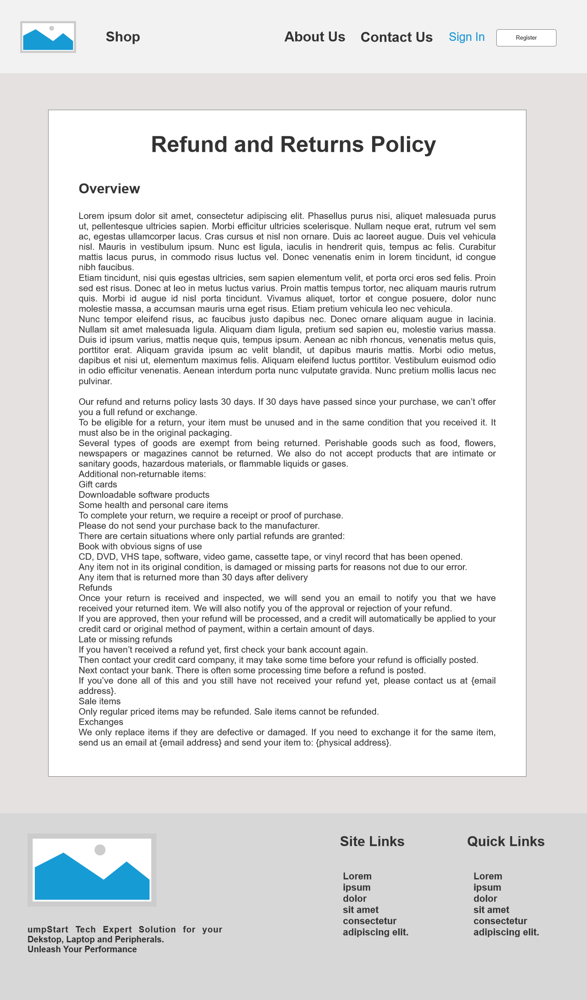 Shop
About Us
Contact Us
Sign In
Register
Refund and Returns Policy
Overview
Lorem ipsum dolor sit amet, consectetur adipiscing elit. Phasellus purus nisi, aliquet malesuada purus
ut, pellentesque ultricies sapien. Morbi efficitur ultricies scelerisque. Nullam neque erat, rutrum vel sem
ac, egestas ullamcorper lacus. Cras cursus et nisl non ornare. Duis ac laoreet augue. Duis vel vehicula
nisl. Mauris in vestibulum ipsum. Nunc est ligula, iaculis in hendrerit quis, tempus ac felis. Curabitur
mattis lacus purus, in commodo risus luctus vel. Donec venenatis enim in lorem tincidunt, id congue
nibh faucibus.
Etiam tincidunt, nisi quis egestas ultricies, sem sapien elementum velit, et porta orci eros sed felis. Proin
sed est risus. Donec at leo in metus luctus varius. Proin mattis tempus tortor, nec aliquam mauris rutrum
quis. Morbi id augue id nisl porta tincidunt. Vivamus aliquet, tortor et congue posuere, dolor nunc
molestie massa, a accumsan mauris urna eget risus. Etiam pretium vehicula leo nec vehicula.
Nunc tempor eleifend risus, ac faucibus justo dapibus nec. Donec ornare aliquam augue in lacinia.
Nullam sit amet malesuada ligula. Aliquam diam ligula, pretium sed sapien eu, molestie varius massa.
Duis id ipsum varius, mattis neque quis, tempus ipsum. Aenean ac nibh rhoncus, venenatis metus quis,
porttitor erat. Aliquam gravida ipsum ac velit blandit, ut dapibus mauris mattis. Morbi odio metus,
dapibus et nisi ut, elementum maximus felis. Aliquam eleifend luctus porttitor. Vestibulum euismod odio
in odio efficitur venenatis. Aenean interdum porta nunc vulputate gravida. Nunc pretium mollis lacus nec
pulvinar.
Our refund and returns policy lasts 30 days. If 30 days have passed since your purchase, we can’t offer
you a full refund or exchange.
To be eligible for a return, your item must be unused and in the same condition that you received it. It
must also be in the original packaging.
Several types of goods are exempt from being returned. Perishable goods such as food, flowers,
newspapers or magazines cannot be returned. We also do not accept products that are intimate or
sanitary goods, hazardous materials, or flammable liquids or gases.
Additional non-returnable items:
Gift cards
Downloadable software products
Some health and personal care items
To complete your return, we require a receipt or proof of purchase.
Please do not send your purchase back to the manufacturer.
There are certain situations where only partial refunds are granted:
Book with obvious signs of use
CD, DVD, VHS tape, software, video game, cassette tape, or vinyl record that has been opened.
Any item not in its original condition, is damaged or missing parts for reasons not due to our error.
Any item that is returned more than 30 days after delivery
Refunds
Once your return is received and inspected, we will send you an email to notify you that we have
received your returned item. We will also notify you of the approval or rejection of your refund.
If you are approved, then your refund will be processed, and a credit will automatically be applied to your
credit card or original method of payment, within a certain amount of days.
Late or missing refunds
If you haven’t received a refund yet, first check your bank account again.
Then contact your credit card company, it may take some time before your refund is officially posted.
Next contact your bank. There is often some processing time before a refund is posted.
If you’ve done all of this and you still have not received your refund yet, please contact us at {email
address}.
Sale items
Only regular priced items may be refunded. Sale items cannot be refunded.
Exchanges
We only replace items if they are defective or damaged. If you need to exchange it for the same item,
send us an email at {email address} and send your item to: {physical address}.
umpStart Tech Expert Solution for your
Dekstop, Laptop and Peripherals.
Unleash Your Performance
Site Links
Lorem
ipsum
dolor
sit amet
consectetur
adipiscing elit.
Quick Links
Lorem
ipsum
dolor
sit amet
consectetur
adipiscing elit.